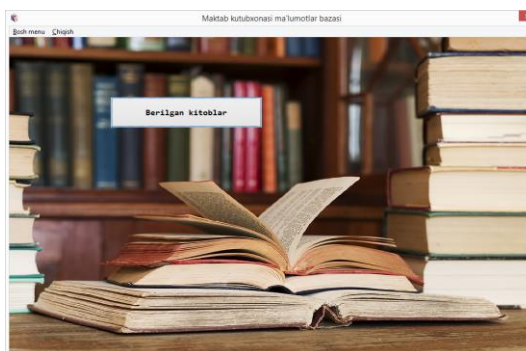 Maktab kutubxonasi ma'lumotlar bazasi
Bosh menu Chiqish
Berilgan kitoblar